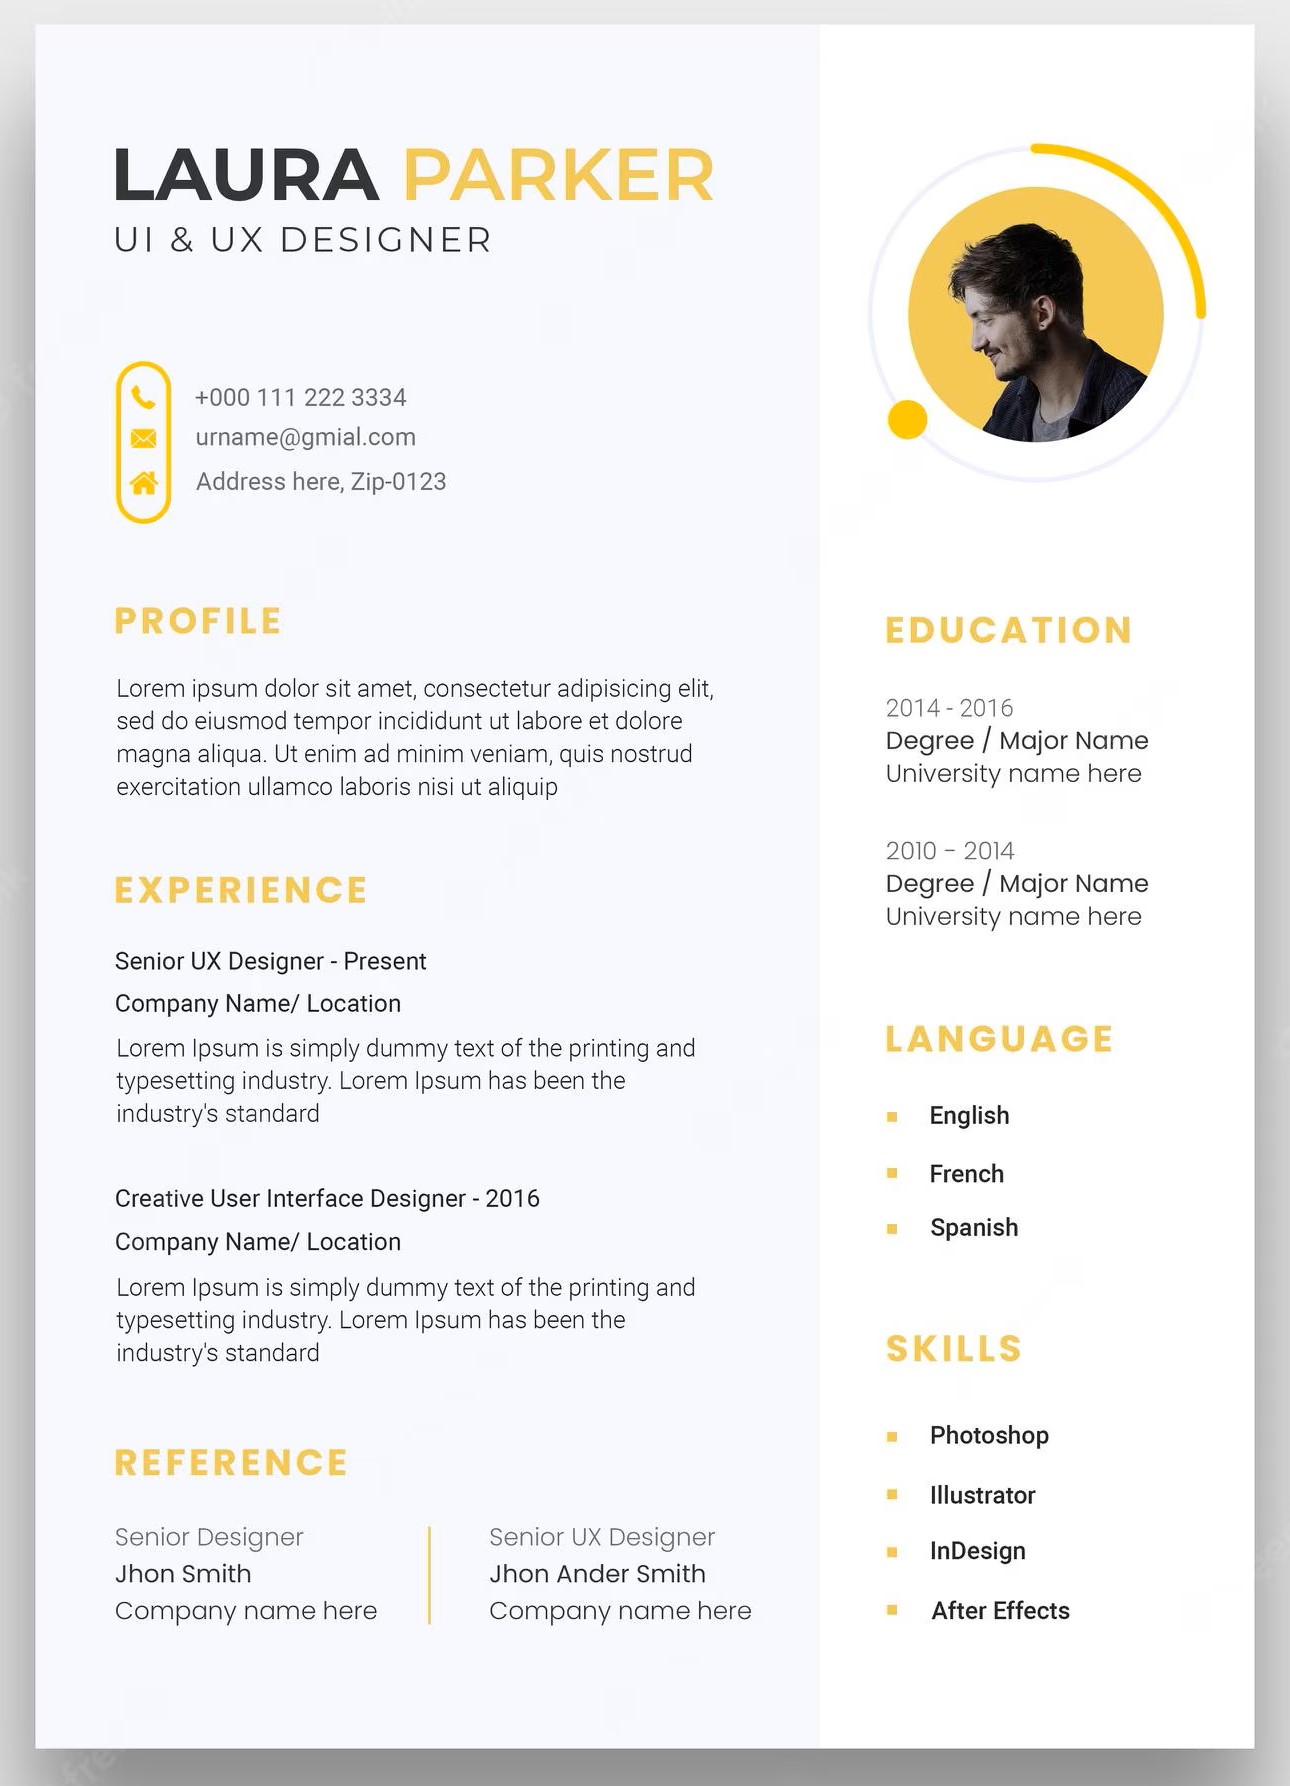 LAURA PARKER
UI & UX DESIGNER
+000 111 222 3334
urname@gmial.com
Address here, Zip-0123
PROFILE
Lorem ipsum dolor sit amet, consectetur adipisicing elit,
sed do eiusmod tempor incididunt ut labore et dolore
magna aliqua. Ut enim ad minim veniam, quis nostrud
exercitation ullamco laboris nisi ut aliquip
EXPERIENCE
Senior UX Designer - Present
Company Name/ Location
Lorem Ipsum is simply dummy text of the printing and
typesetting industry. Lorem Ipsum has been the
industry's standard
Creative User Interface Designer - 2016
Company Name/ Location
Lorem Ipsum is simply dummy text of the printing and
typesetting industry. Lorem Ipsum has been the
industry's standard
REFERENCE
Senior Designer
Jhon Smith
Company name here
Senior UX Designer
Jhon Ander Smith
Company name here
EDUCATION
2014 - 2016
Degree / Major Name
University name here
2010 – 2014
Degree / Major Name
University name here
LANGUAGE
English
French
Spanish
SKILLS
Photoshop
Illustrator
InDesign
After Effects